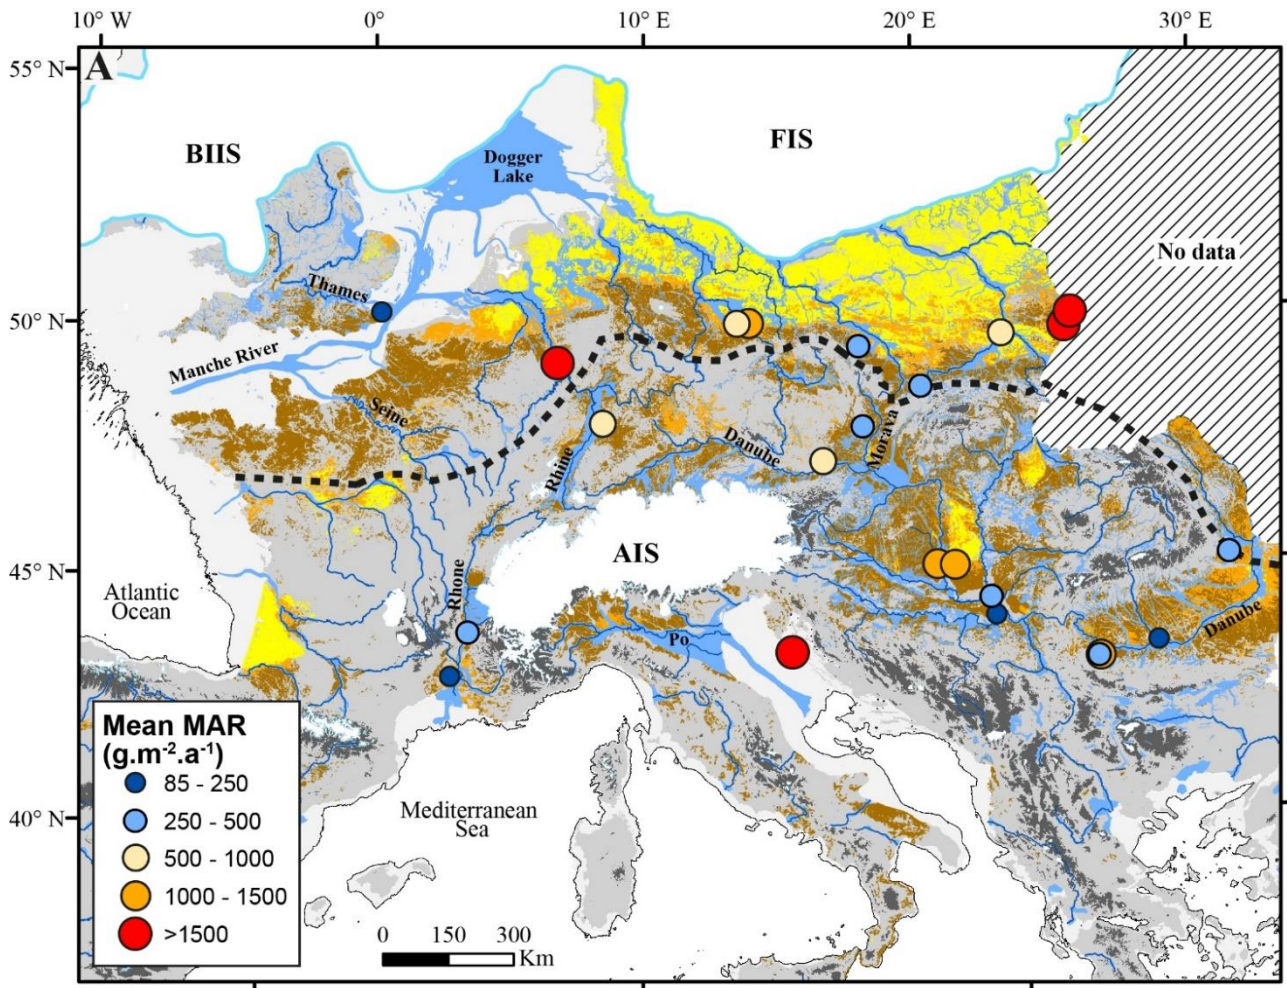 10° W
0°
10° E
20° E
30° E
55° N
A
BIIS
FIS
Dogger
Lake
No data
Thames
50° N
Manche River
Seine
Danube
Morava
Rhine
45° N
AIS
Atlantic
Ocean
Rhone
Po
Danube
Mean MAR
(g.m⁻².a⁻¹)
85 - 250
250 - 500
500 - 1000
1000 - 1500
>1500
40° N
Mediterranean
Sea
0 150 300
Km